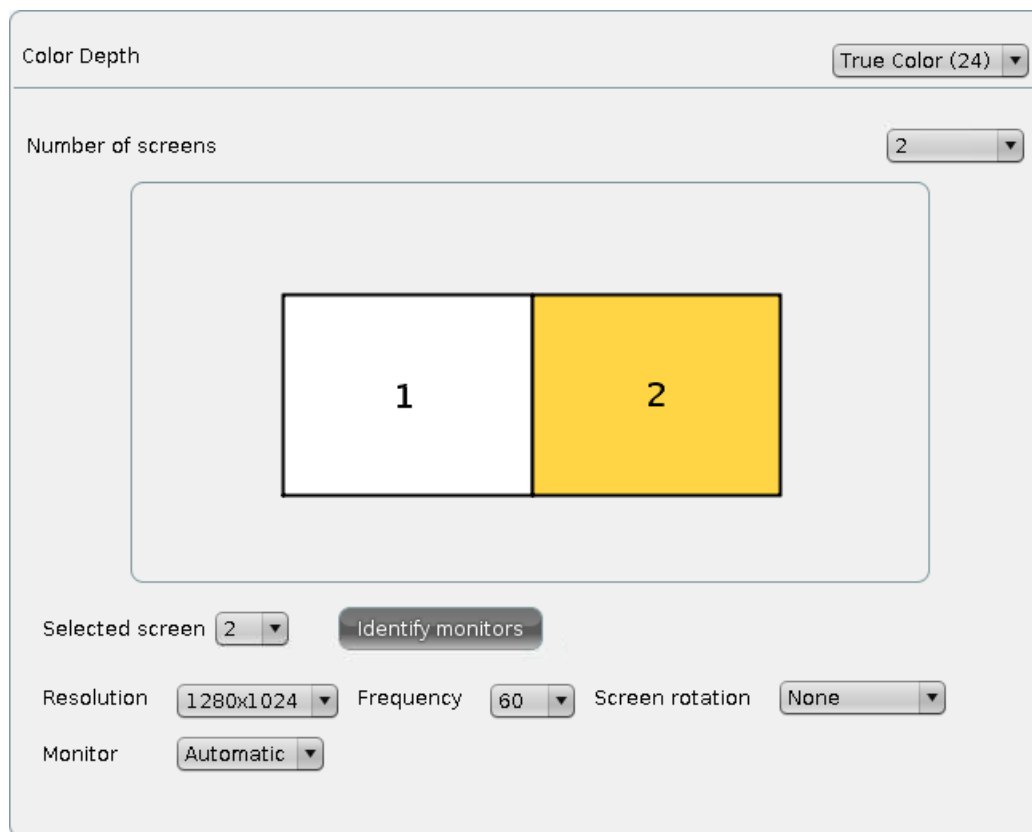 Color Depth True Color (24)
Number of screens 2
1 2
Selected screen 2 Identify monitors
Resolution 1280x1024 Frequency 60 Screen rotation None
Monitor Automatic